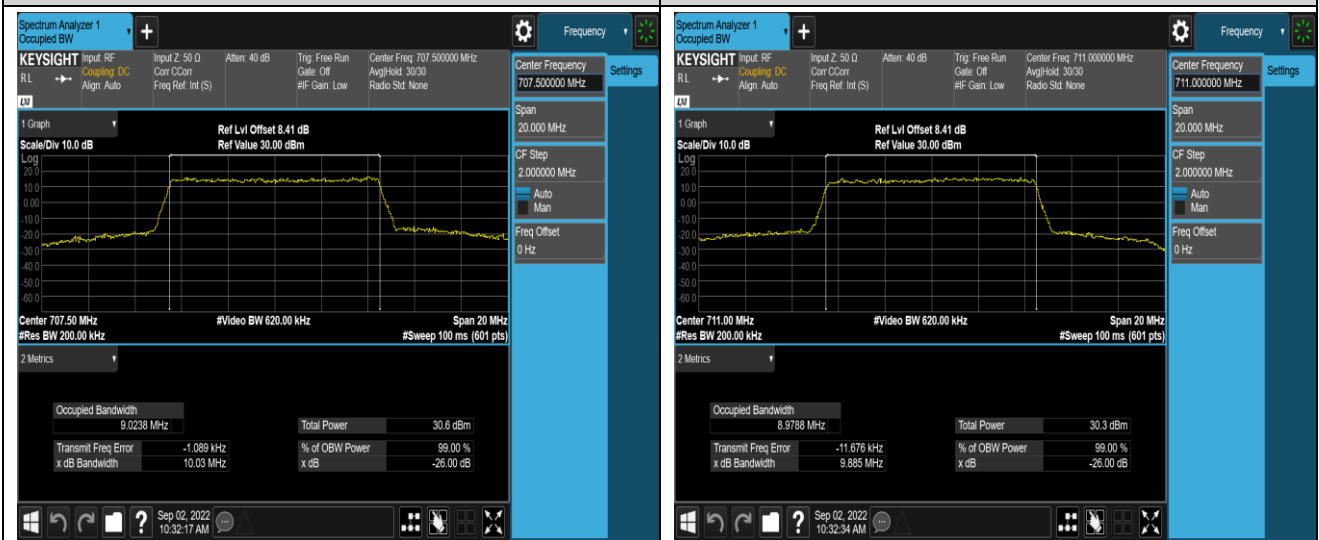 Spectrum Analyzer 1
Occupied BW
Frequency
KEYSIGHT
R L
LXI
Input: RF
Coupling: DC
Align: Auto
Input Z: 50 Ω
Corr CCorr
Freq Ref: Int (S)
Atten: 40 dB
Trig: Free Run
Gate: Off
#IF Gain: Low
Center Freq: 707.500000 MHz
Avg|Hold: 30/30
Radio Std: None
Center Frequency
707.500000 MHz
Settings
Span
20.000 MHz
CF Step
2.000000 MHz
Auto
Man
Freq Offset
0 Hz
1 Graph
Scale/Div 10.0 dB
Ref Lvl Offset 8.41 dB
Ref Value 30.00 dBm
Log
20.0
10.0
0.00
-10.0
-20.0
-30.0
-40.0
-50.0
-60.0
Center 707.50 MHz
#Video BW 620.00 kHz
Span 20 MHz
#Res BW 200.00 kHz
#Sweep 100 ms (601 pts)
2 Metrics
Occupied Bandwidth
9.0238 MHz
Total Power 30.6 dBm
Transmit Freq Error -1.089 kHz
% of OBW Power 99.00 %
x dB Bandwidth 10.03 MHz
x dB -26.00 dB
?
Sep 02, 2022
10:32:17 AM
Spectrum Analyzer 1
Occupied BW
Frequency
KEYSIGHT
R L
LXI
Input: RF
Coupling: DC
Align: Auto
Input Z: 50 Ω
Corr CCorr
Freq Ref: Int (S)
Atten: 40 dB
Trig: Free Run
Gate: Off
#IF Gain: Low
Center Freq: 711.000000 MHz
Avg|Hold: 30/30
Radio Std: None
Center Frequency
711.000000 MHz
Settings
Span
20.000 MHz
CF Step
2.000000 MHz
Auto
Man
Freq Offset
0 Hz
1 Graph
Scale/Div 10.0 dB
Ref Lvl Offset 8.41 dB
Ref Value 30.00 dBm
Log
20.0
10.0
0.00
-10.0
-20.0
-30.0
-40.0
-50.0
-60.0
Center 711.00 MHz
#Video BW 620.00 kHz
Span 20 MHz
#Res BW 200.00 kHz
#Sweep 100 ms (601 pts)
2 Metrics
Occupied Bandwidth
8.9788 MHz
Total Power 30.3 dBm
Transmit Freq Error -11.676 kHz
% of OBW Power 99.00 %
x dB Bandwidth 9.885 MHz
x dB -26.00 dB
?
Sep 02, 2022
10:32:34 AM